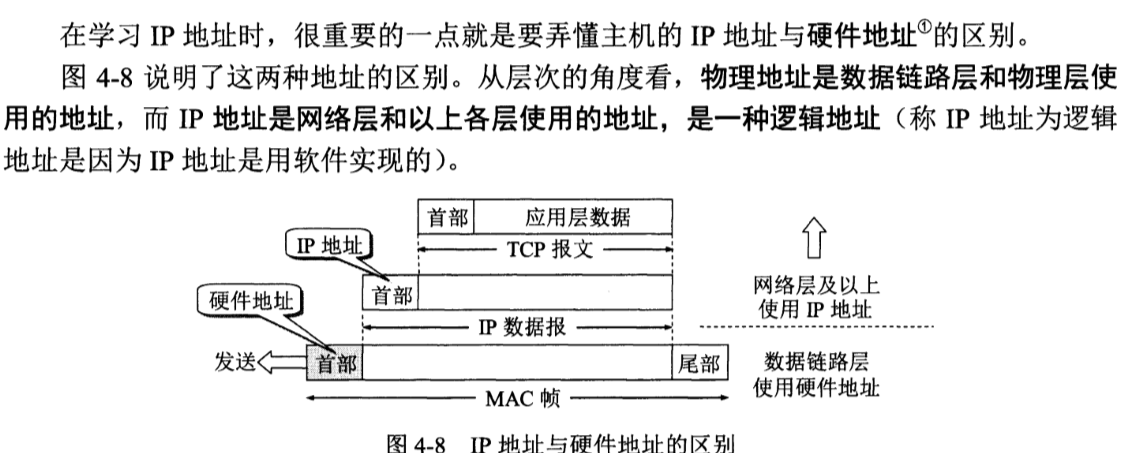 在学习 IP 地址时，很重要的一点就是要弄懂主机的 IP 地址与硬件地址①的区别。
图 4-8 说明了这两种地址的区别。从层次的角度看，物理地址是数据链路层和物理层使
用的地址，而 IP 地址是网络层和以上各层使用的地址，是一种逻辑地址（称 IP 地址为逻辑
地址是因为 IP 地址是用软件实现的）。
首部 应用层数据
TCP 报文
IP 地址
首部
网络层及以上
使用 IP 地址
硬件地址
IP 数据报
发送 首部 尾部
数据链路层
使用硬件地址
MAC 帧
图 4-8 IP 地址与硬件地址的区别